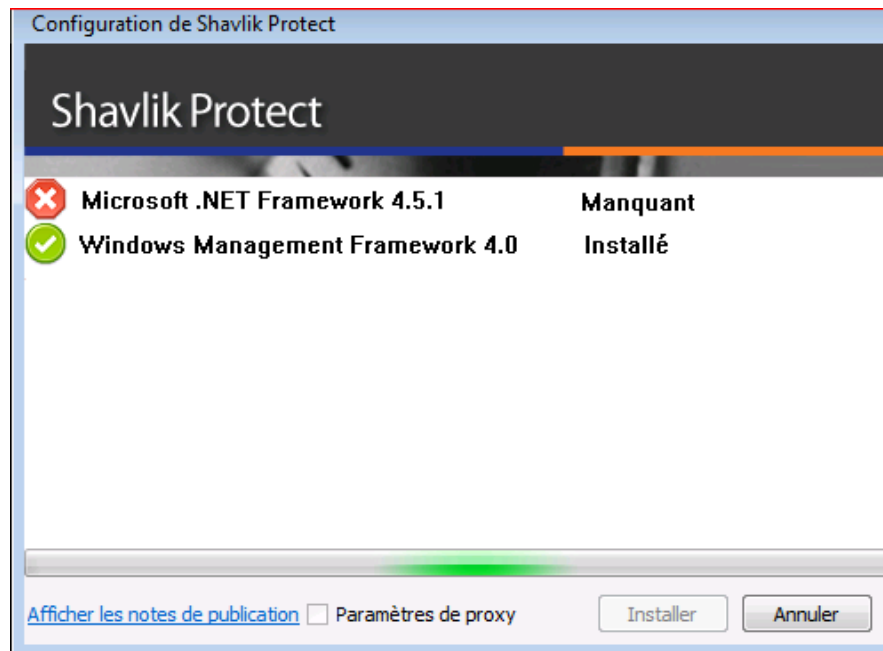 Configuration de Shavlik Protect
Shavlik Protect
Microsoft .NET Framework 4.5.1 Manquant
Windows Management Framework 4.0 Installé
Afficher les notes de publication Paramètres de proxy Installer Annuler